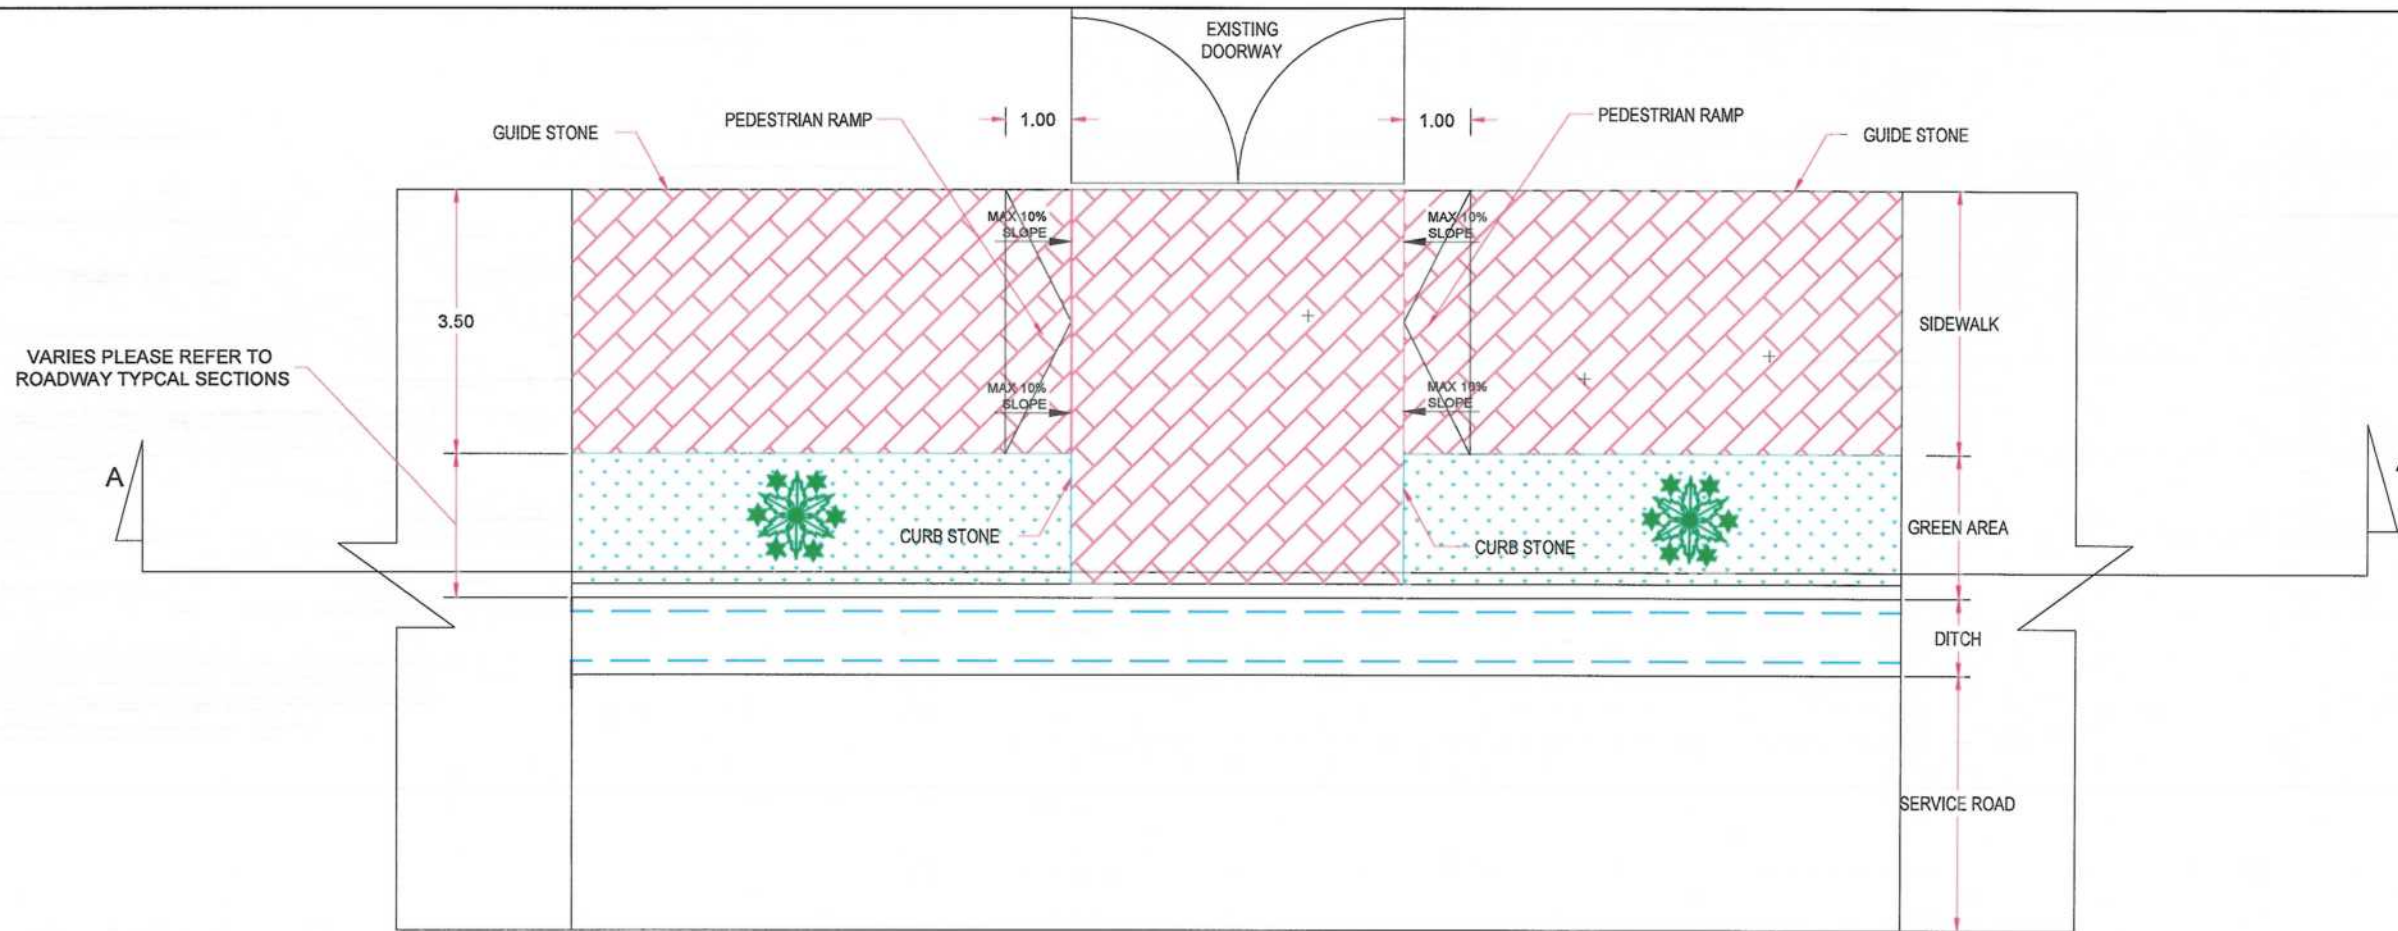 EXISTING
DOORWAY
GUIDE STONE
PEDESTRIAN RAMP
1.00
1.00
PEDESTRIAN RAMP
GUIDE STONE
MAX 10%
SLOPE
MAX 10%
SLOPE
3.50
SIDEWALK
VARIES PLEASE REFER TO
ROADWAY TYPCAL SECTIONS
MAX 10%
SLOPE
MAX 10%
SLOPE
A
CURB STONE
CURB STONE
GREEN AREA
DITCH
SERVICE ROAD